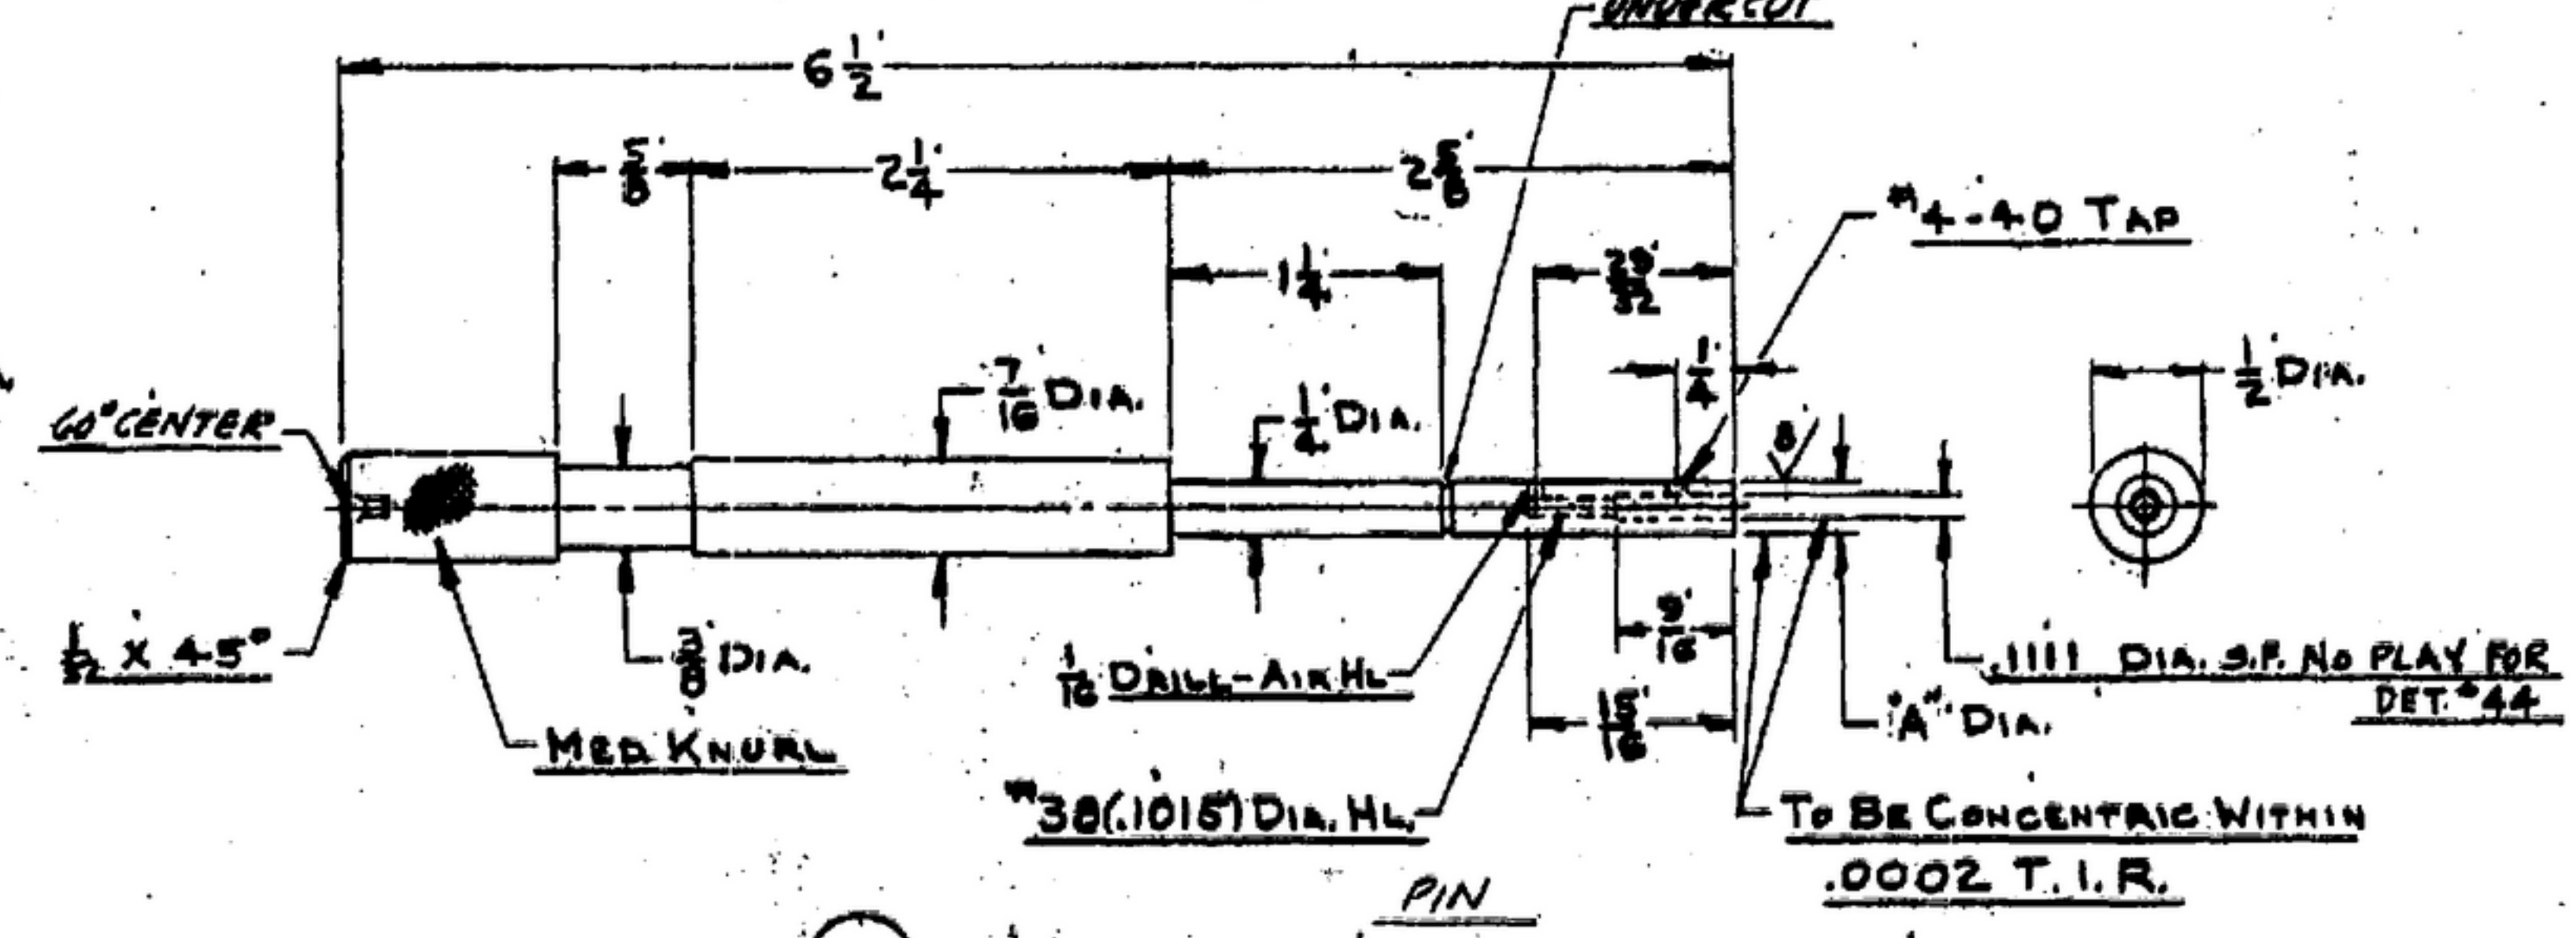 UNDERCUT
6 1/2"
5/8"
2 1/4"
2 5/8"
#4-40 TAP
1 1/4"
29/32"
1/4"
1/2" DIA.
7/16" DIA.
1/4" DIA.
60° CENTER
8
1/32 X 45°
3/8" DIA.
1/16 DRILL-AIR HL.
9/16"
.1111 DIA. S.F. NO PLAY FOR
DET. #44
"A" DIA.
15/16"
MED. KNURL
#38(.1015") DIA. HL.
TO BE CONCENTRIC WITHIN
.0002 T.I.R.
PIN